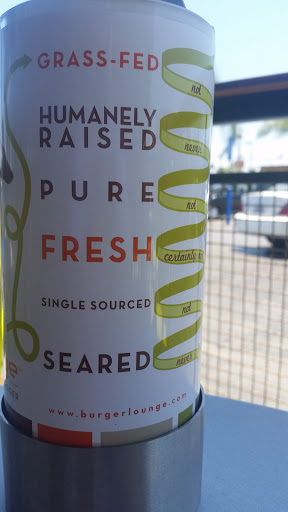 GRASS-FED
not
HUMANELY
RAISED
never
PURE
not
FRESH
certainly
SINGLE SOURCED
not
SEARED
never
www.burgerlounge.com